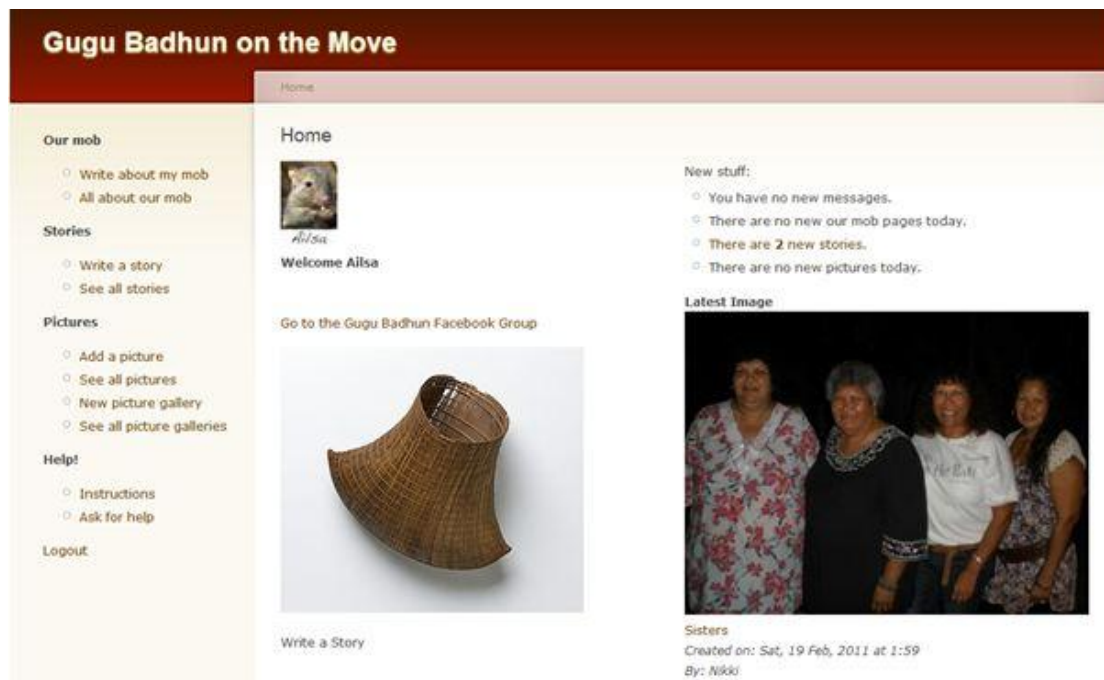 Gugu Badhun on the Move
Home
Our mob
Write about my mob
All about our mob
Stories
Write a story
See all stories
Pictures
Add a picture
See all pictures
New picture gallery
See all picture galleries
Help!
Instructions
Ask for help
Logout
Home
Ailsa
Welcome Ailsa
Go to the Gugu Badhun Facebook Group
Write a Story
New stuff:
You have no new messages.
There are no new our mob pages today.
There are 2 new stories.
There are no new pictures today.
Latest Image
Sisters
Created on: Sat, 19 Feb, 2011 at 1:59
By: Nikki